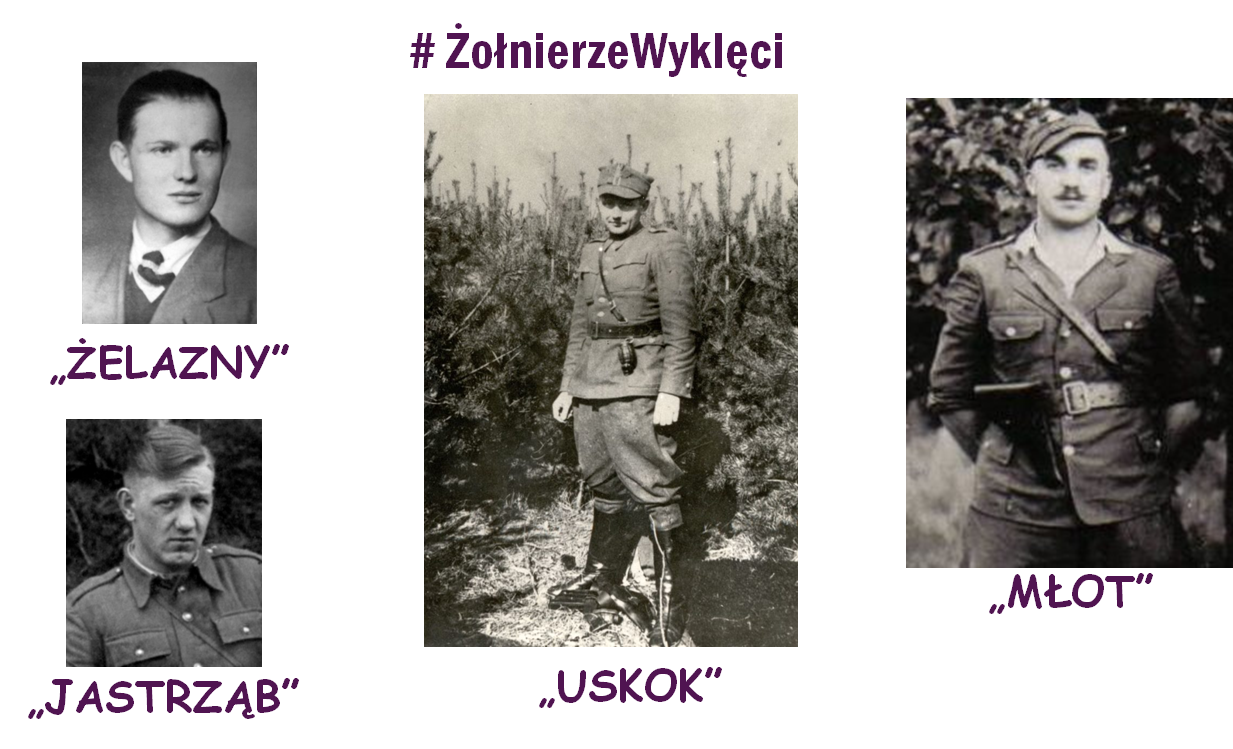 # ŻołnierzeWyklęci
„ŻELAZNY”
„JASTRZĄB”
„USKOK”
„MŁOT”